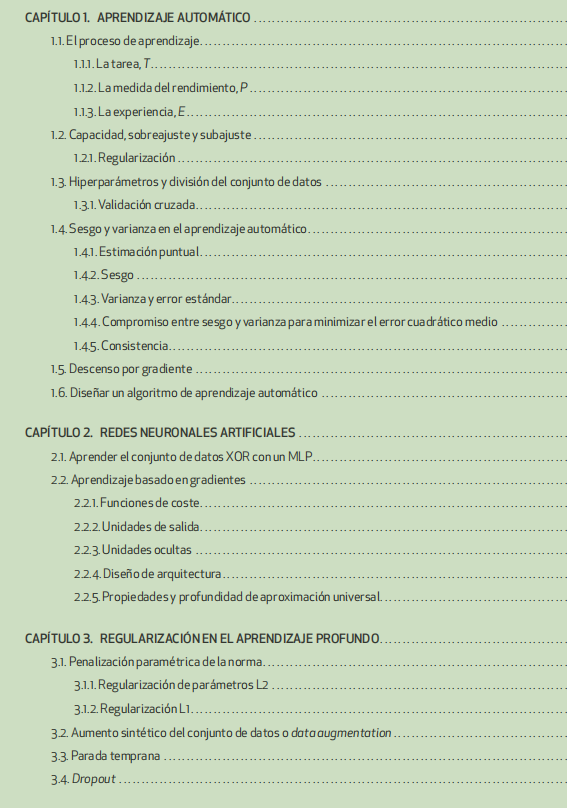 CAPÍTULO 1. APRENDIZAJE AUTOMÁTICO
1.1. El proceso de aprendizaje
1.1.1. La tarea, T
1.1.2. La medida del rendimiento, P
1.1.3. La experiencia, E
1.2. Capacidad, sobreajuste y subajuste
1.2.1. Regularización
1.3. Hiperparámetros y división del conjunto de datos
1.3.1. Validación cruzada
1.4. Sesgo y varianza en el aprendizaje automático
1.4.1. Estimación puntual
1.4.2. Sesgo
1.4.3. Varianza y error estándar
1.4.4. Compromiso entre sesgo y varianza para minimizar el error cuadrático medio
1.4.5. Consistencia
1.5. Descenso por gradiente
1.6. Diseñar un algoritmo de aprendizaje automático
CAPÍTULO 2. REDES NEURONALES ARTIFICIALES
2.1. Aprender el conjunto de datos XOR con un MLP
2.2. Aprendizaje basado en gradientes
2.2.1. Funciones de coste
2.2.2. Unidades de salida
2.2.3. Unidades ocultas
2.2.4. Diseño de arquitectura
2.2.5. Propiedades y profundidad de aproximación universal
CAPÍTULO 3. REGULARIZACIÓN EN EL APRENDIZAJE PROFUNDO
3.1. Penalización paramétrica de la norma
3.1.1. Regularización de parámetros L2
3.1.2. Regularización L1
3.2. Aumento sintético del conjunto de datos o data augmentation
3.3. Parada temprana
3.4. Dropout